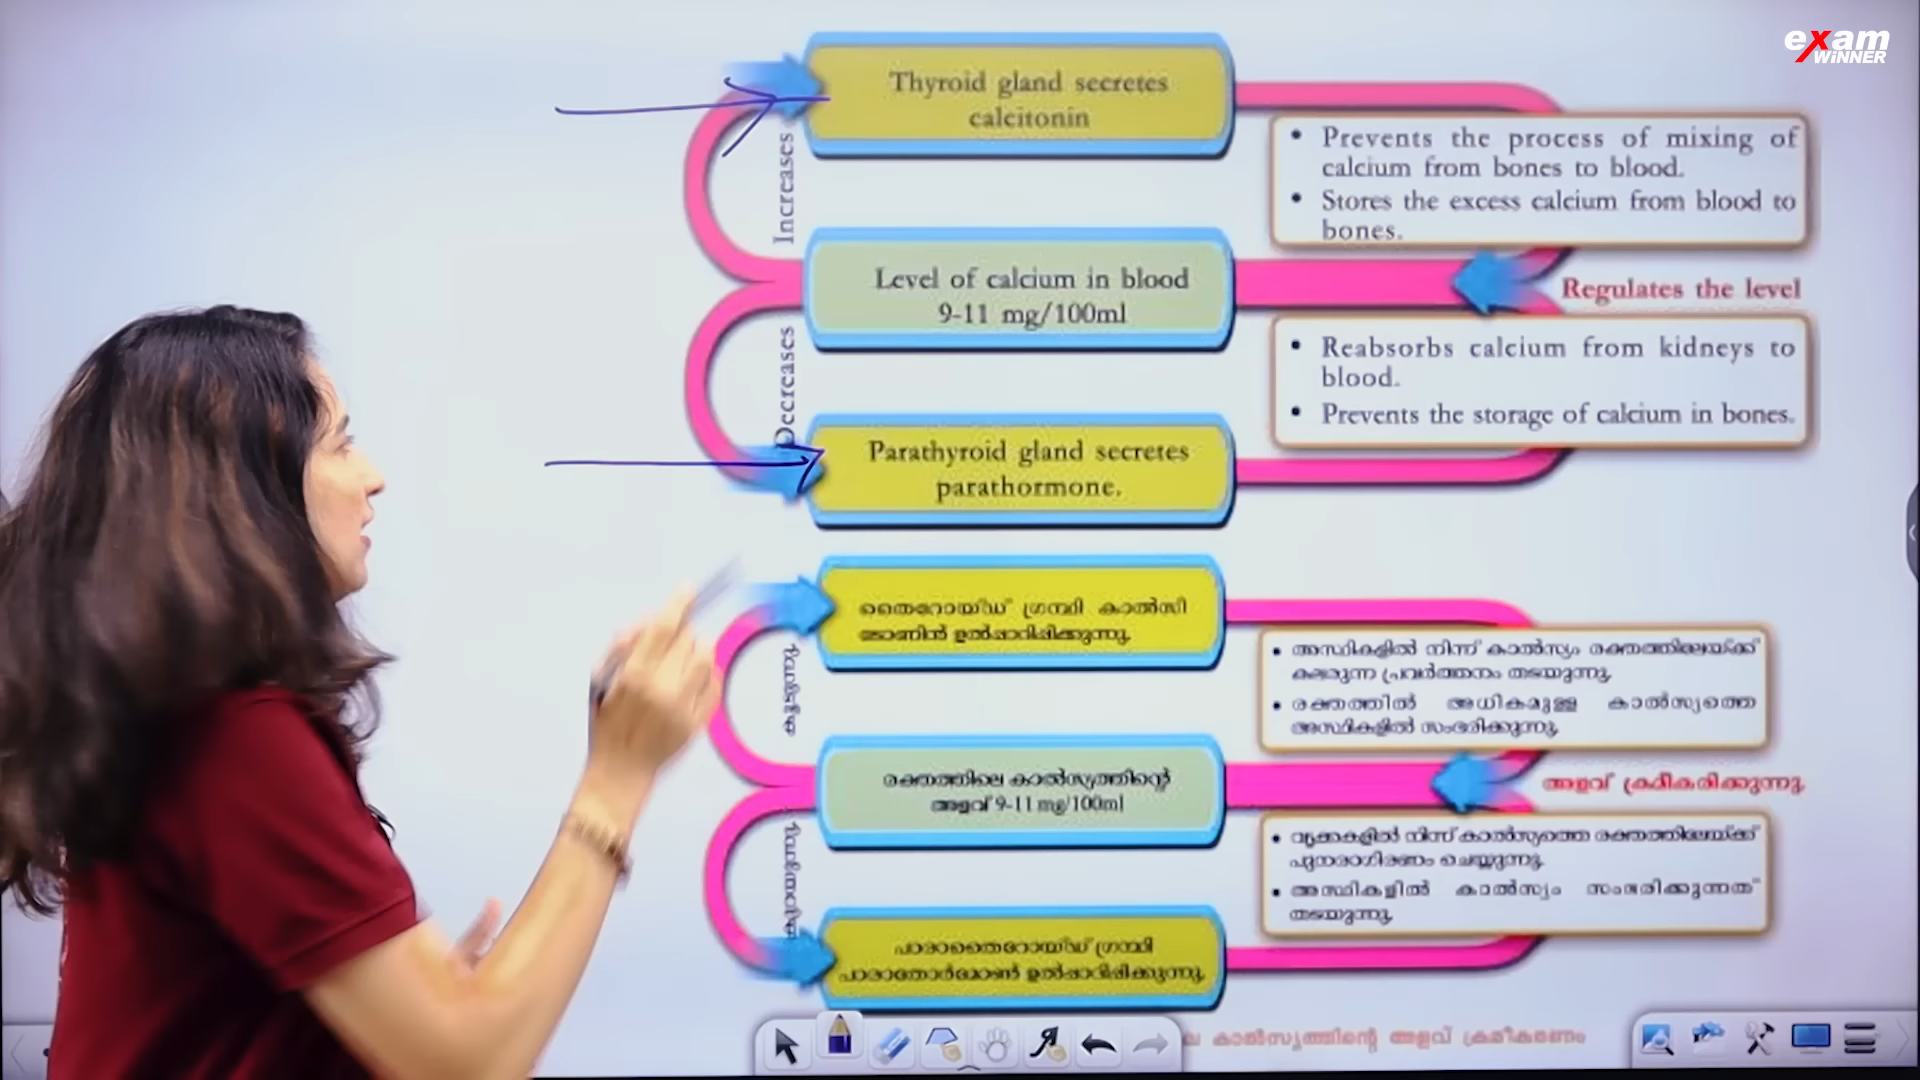 exam
WINNER
Thyroid gland secretes
calcitonin
Increases
• Prevents the process of mixing of
calcium from bones to blood.
• Stores the excess calcium from blood to
bones.
Level of calcium in blood
9-11 mg/100ml
Regulates the level
Decreases
• Reabsorbs calcium from kidneys to
blood.
• Prevents the storage of calcium in bones.
Parathyroid gland secretes
parathormone.
തൈറോയ്ഡ് ഗ്രന്ഥി കാൽസി
ടോണിൻ ഉൽപ്പാദിപ്പിക്കുന്നു.
കൂടുമ്പോൾ
• അസ്ഥികളിൽ നിന്ന് കാൽസ്യം രക്തത്തിലേയ്ക്ക്
കലരുന്ന പ്രവർത്തനം തടയുന്നു.
• രക്തത്തിൽ അധികമുള്ള കാൽസ്യത്തെ
അസ്ഥികളിൽ സംഭരിക്കുന്നു.
രക്തത്തിലെ കാൽസ്യത്തിന്റെ
അളവ് 9-11 mg/100ml
അളവ് ക്രമീകരിക്കുന്നു.
കുറയുമ്പോൾ
• വൃക്കകളിൽ നിന്ന് കാൽസ്യത്തെ രക്തത്തിലേയ്ക്ക്
പുനരാഗിരണം ചെയ്യുന്നു.
• അസ്ഥികളിൽ കാൽസ്യം സംഭരിക്കുന്നത്
തടയുന്നു.
പാരാതൈറോയ്ഡ് ഗ്രന്ഥി
പാരാതോർമോൺ ഉൽപ്പാദിപ്പിക്കുന്നു.
കാൽസ്യത്തിന്റെ അളവ് ക്രമീകരണം